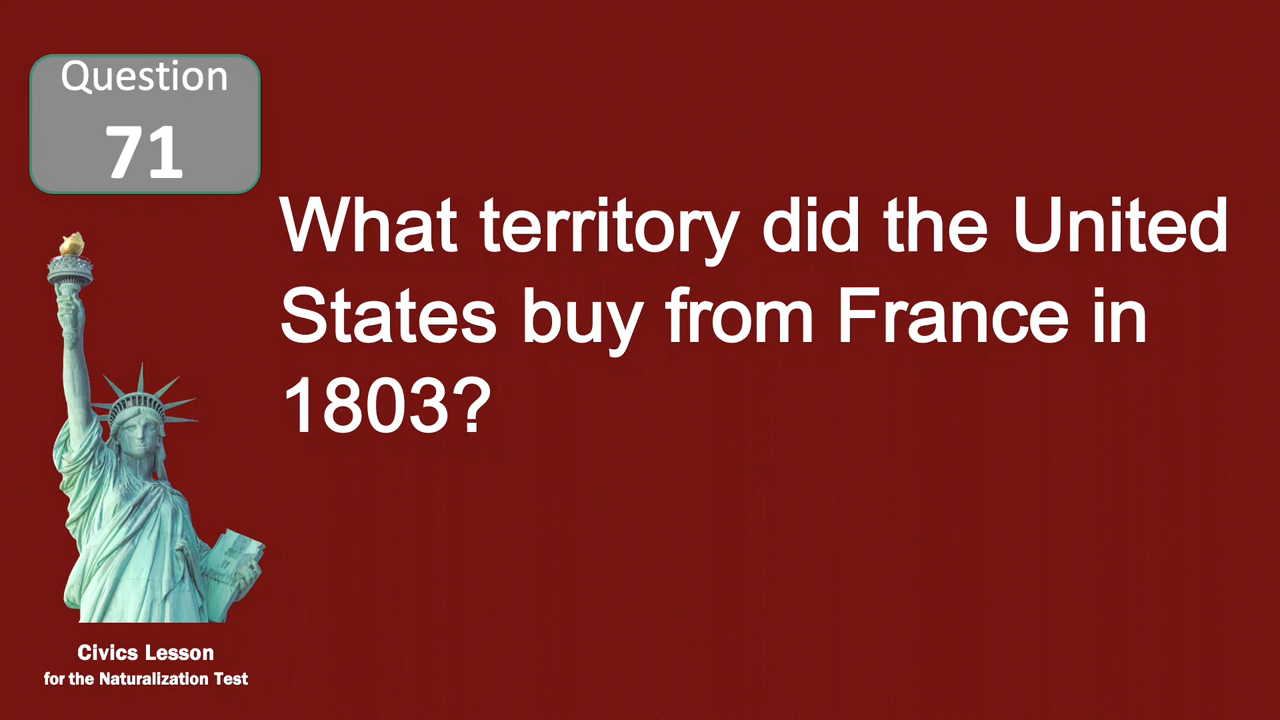 Question
71
What territory did the United
States buy from France in
1803?
Civics Lesson
for the Naturalization Test